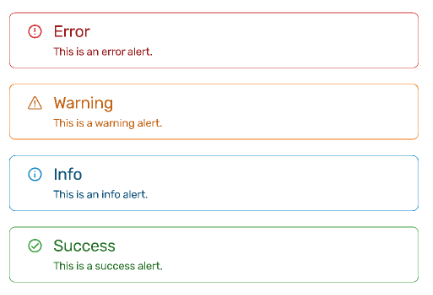 Error
This is an error alert.
Warning
This is a warning alert.
Info
This is an info alert.
Success
This is a success alert.